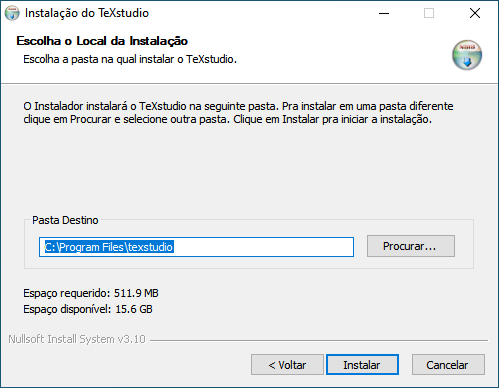 Instalação do TeXstudio
Escolha o Local da Instalação
Escolha a pasta na qual instalar o TeXstudio.
O Instalador instalará o TeXstudio na seguinte pasta. Pra instalar em uma pasta diferente
clique em Procurar e selecione outra pasta. Clique em Instalar pra iniciar a instalação.
Pasta Destino
C:\Program Files\texstudio
Procurar...
Espaço requerido: 511.9 MB
Espaço disponível: 15.6 GB
Nullsoft Install System v3.10
< Voltar
Instalar
Cancelar